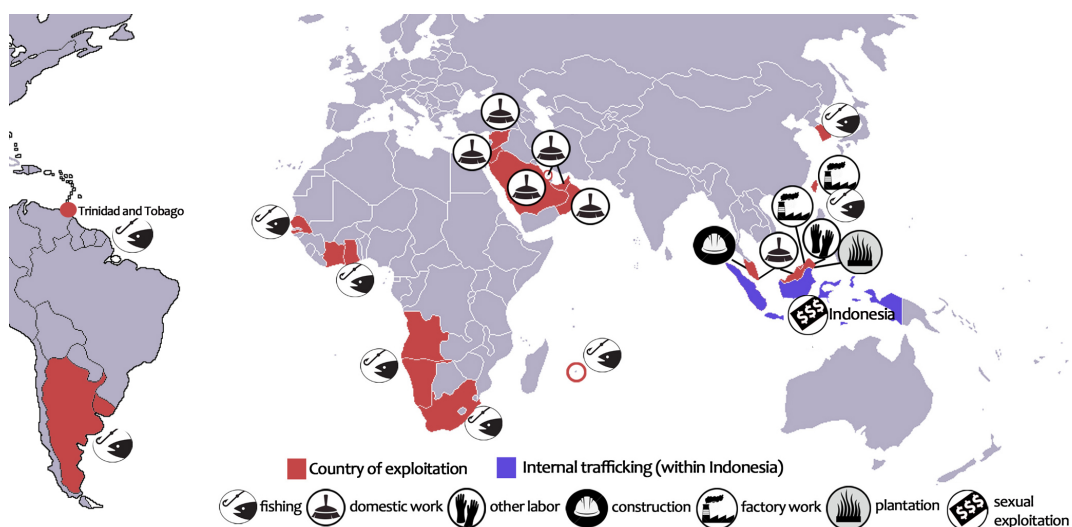 Trinidad and Tobago
$$$ Indonesia
Country of exploitation
Internal trafficking (within Indonesia)
fishing
domestic work
other labor
construction
factory work
plantation
$$$
sexual
exploitation